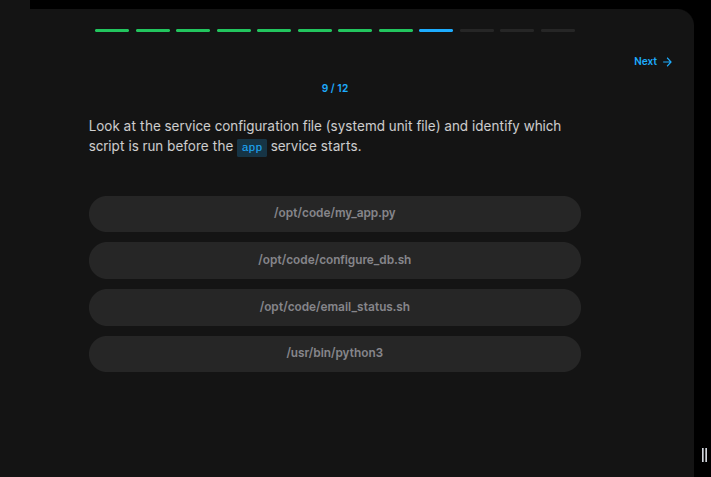 Next →
9 / 12
Look at the service configuration file (systemd unit file) and identify which
script is run before the app service starts.
/opt/code/my_app.py
/opt/code/configure_db.sh
/opt/code/email_status.sh
/usr/bin/python3